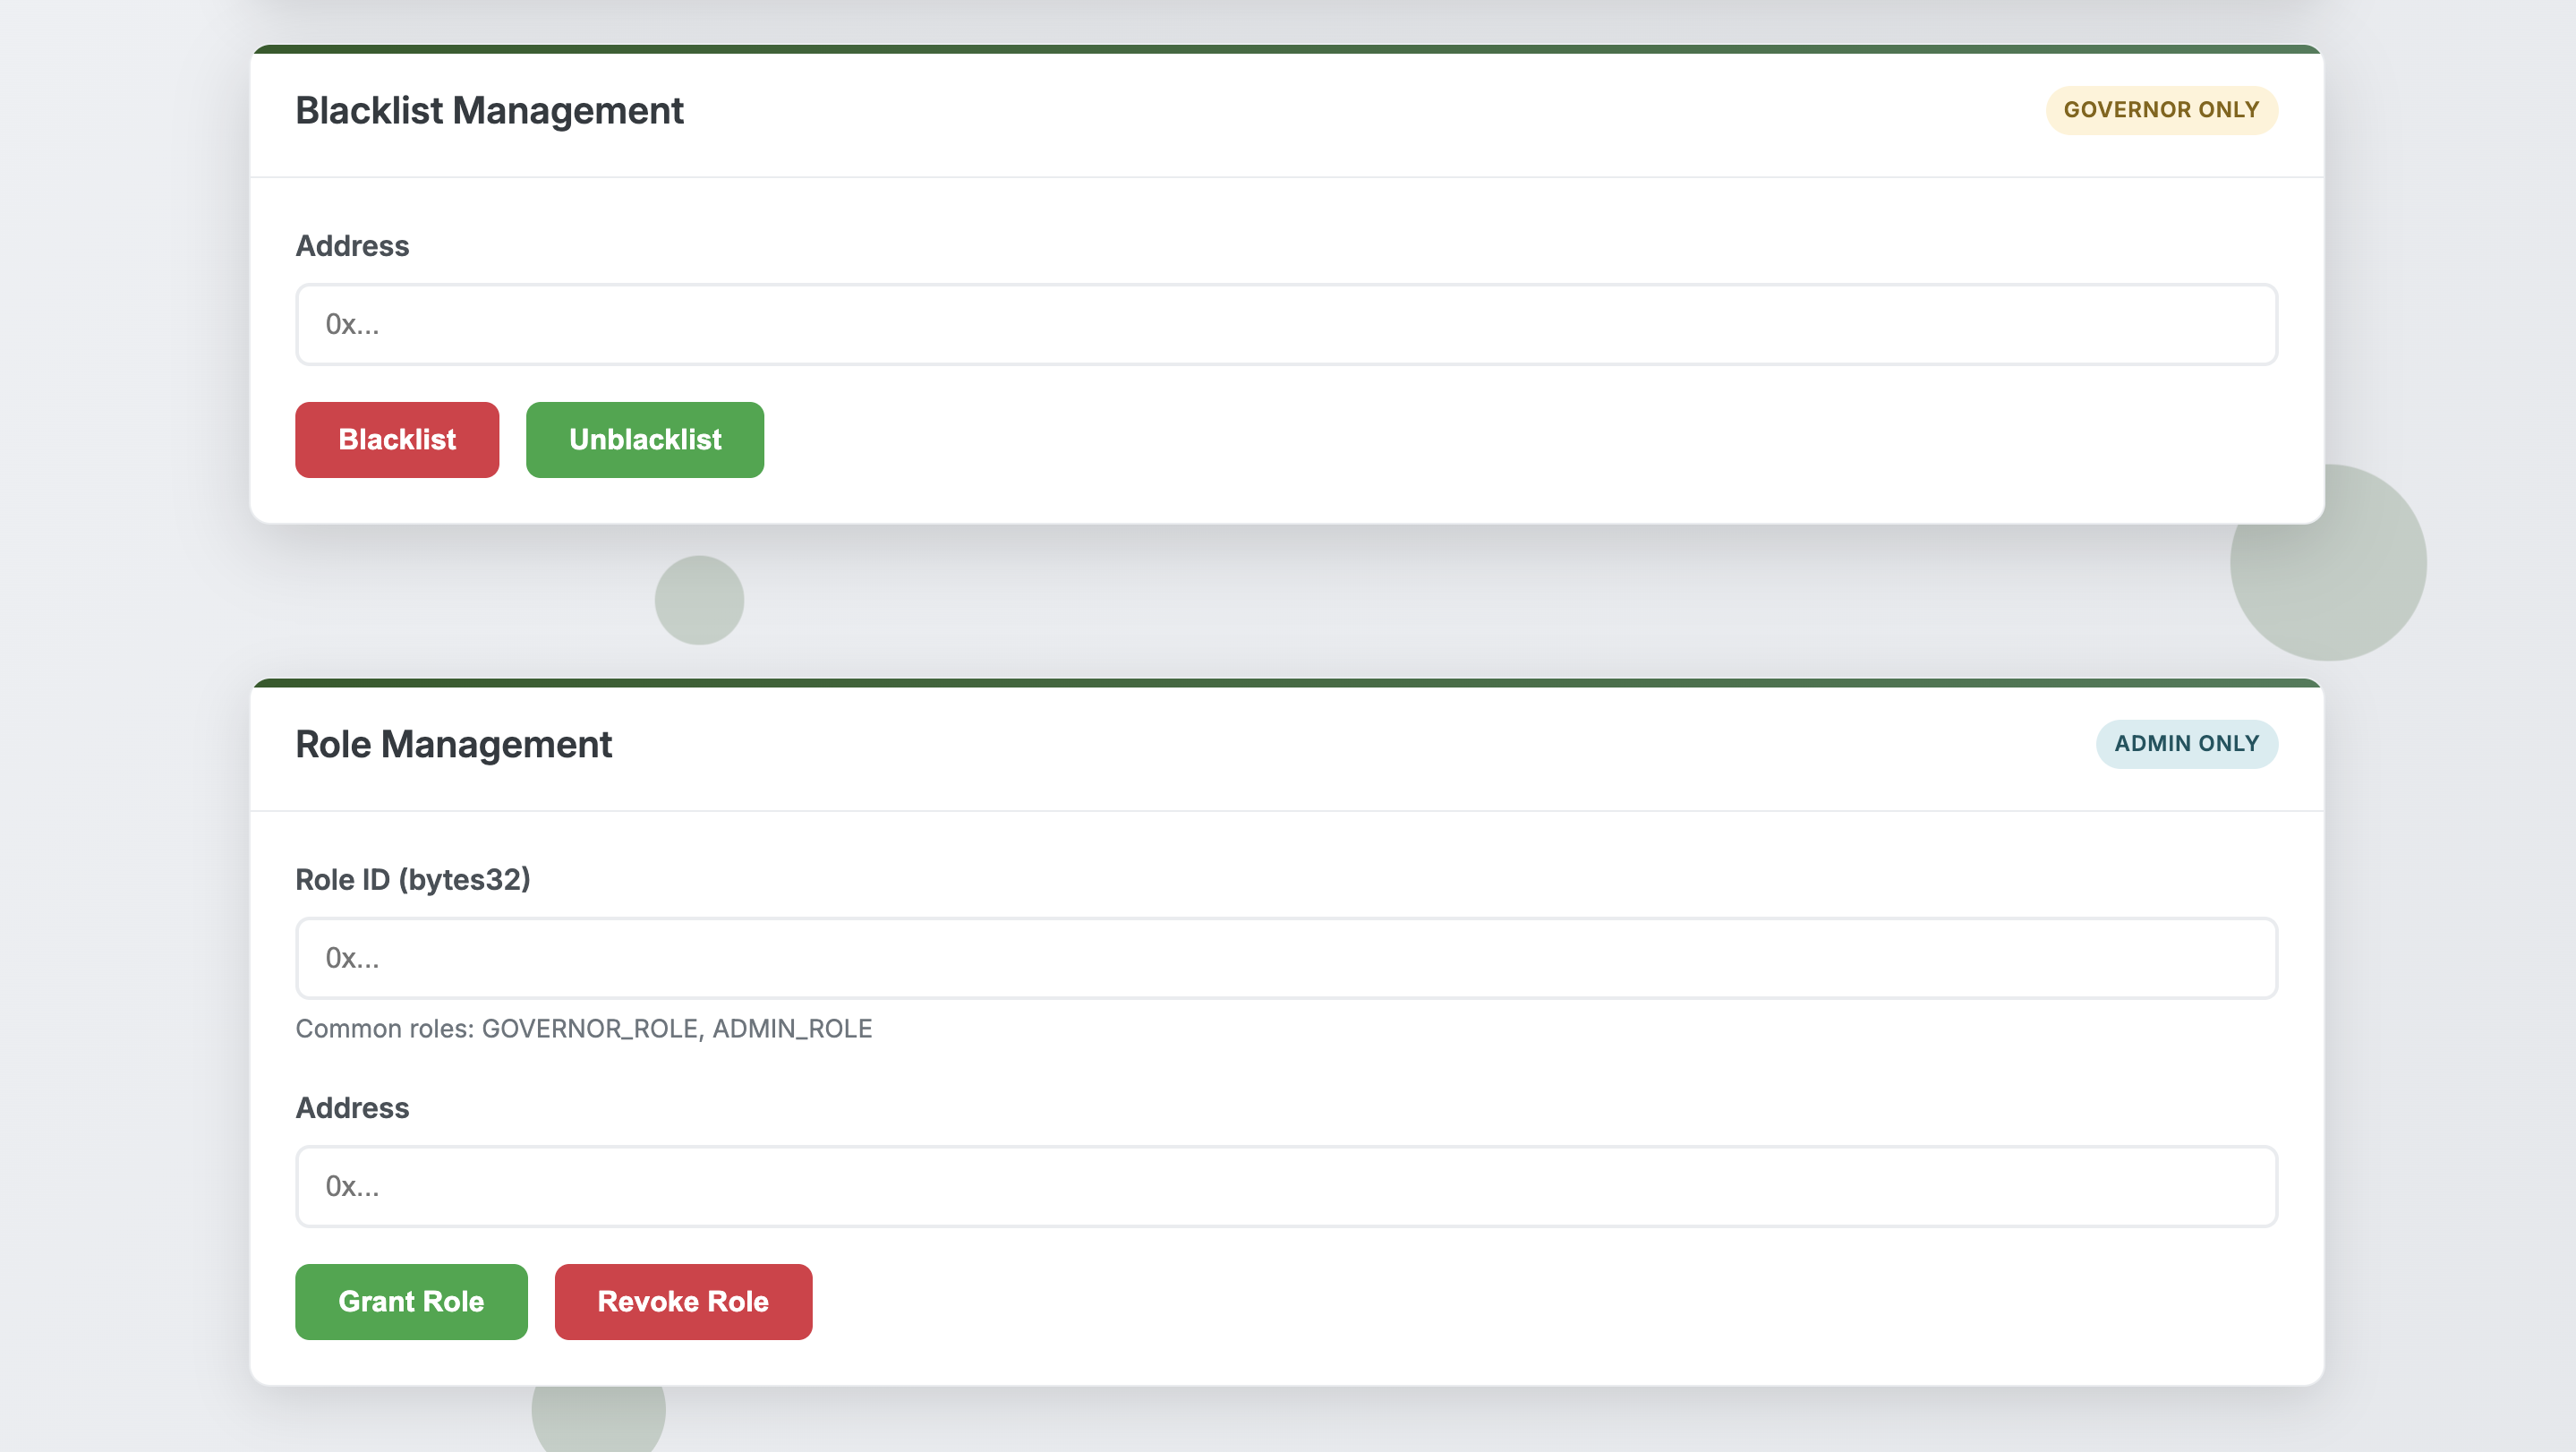 Blacklist Management
GOVERNOR ONLY
Address
0x...
Blacklist
Unblacklist
Role Management
ADMIN ONLY
Role ID (bytes32)
0x...
Common roles: GOVERNOR_ROLE, ADMIN_ROLE
Address
0x...
Grant Role
Revoke Role